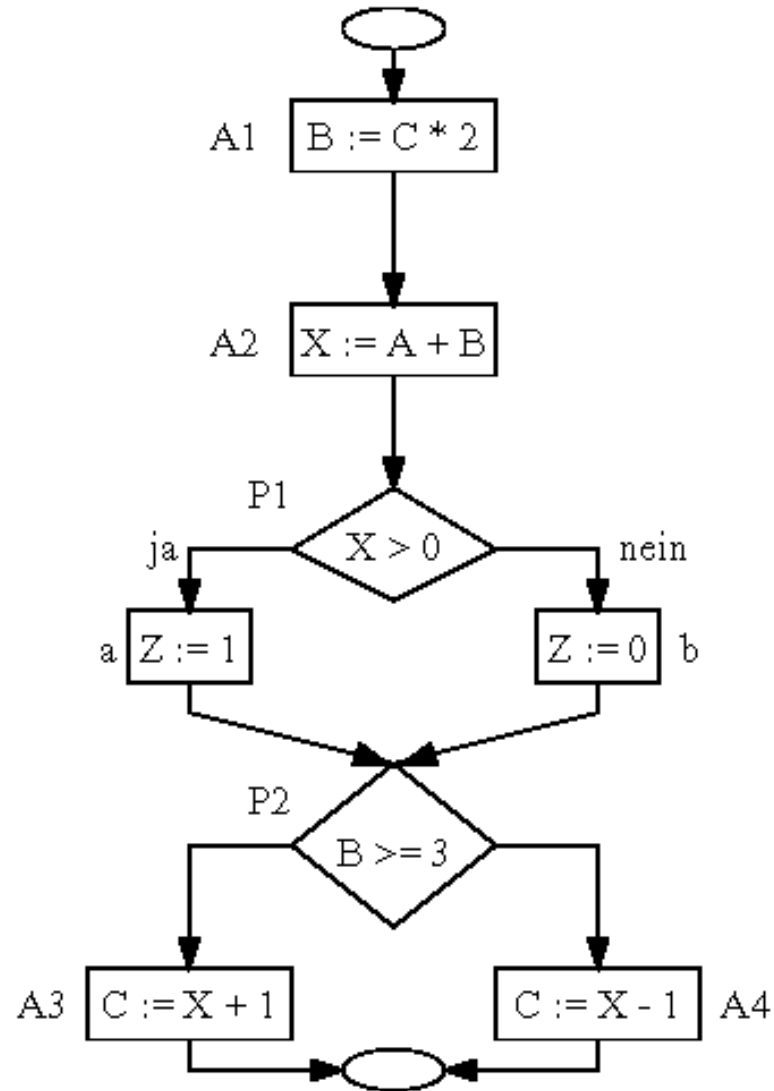 A1 B := C * 2
A2 X := A + B
P1
ja X > 0 nein
a Z := 1 Z := 0 b
P2
B >= 3
A3 C := X + 1 C := X - 1 A4